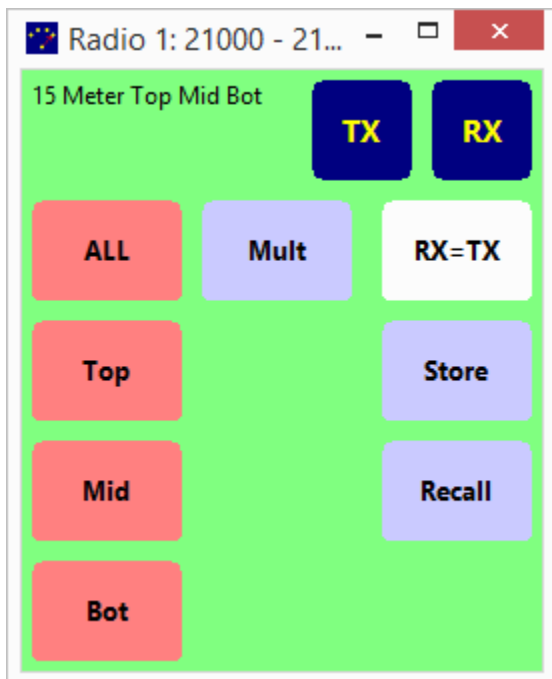 Radio 1: 21000 - 21...
15 Meter Top Mid Bot
TX RX
ALL Mult RX=TX
Top Store
Mid Recall
Bot